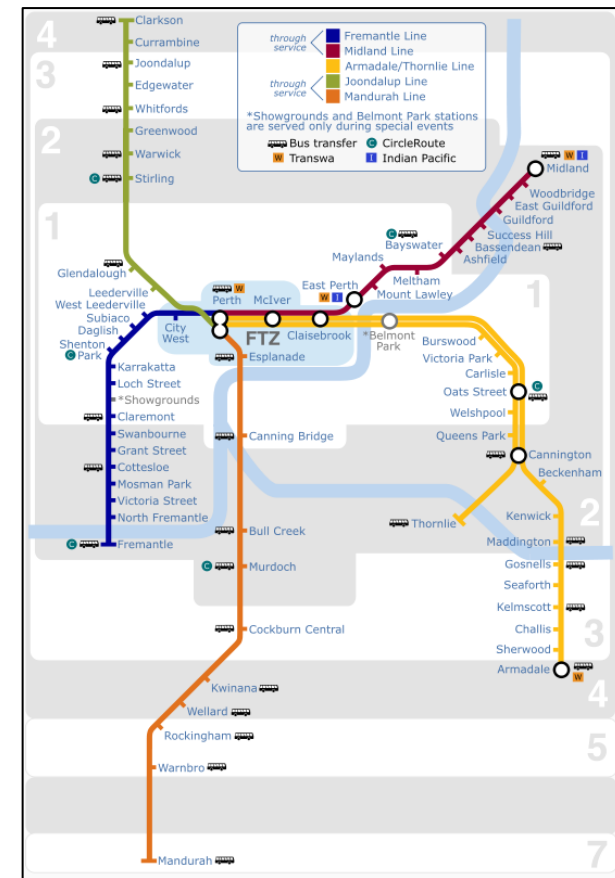 4
Clarkson
Currambine
3
Joondalup
Edgewater
Whitfords
Greenwood
2
Warwick
C
Stirling
through
service
Fremantle Line
Midland Line
Armadale/Thornlie Line
through
service
Joondalup Line
Mandurah Line
*Showgrounds and Belmont Park stations
are served only during special events
Bus transfer
C CircleRoute
W Transwa
I Indian Pacific
W I
Midland
Woodbridge
East Guildford
Guildford
Success Hill
Bassendean
Ashfield
1
C
Bayswater
Maylands
Meltham
Mount Lawley
East Perth
W I
1
Glendalough
Leederville
West Leederville
Subiaco
Daglish
Shenton
C Park
City
West
W
Perth
McIver
FTZ
Claisebrook
*Belmont
Park
Esplanade
Burswood
Victoria Park
Carlisle
Oats Street
C
Welshpool
Queens Park
Cannington
Beckenham
Karrakatta
Loch Street
*Showgrounds
Claremont
Swanbourne
Grant Street
Cottesloe
Mosman Park
Victoria Street
North Fremantle
C
Fremantle
Canning Bridge
Bull Creek
C
Murdoch
Cockburn Central
Thornlie
Kenwick
2
Maddington
Gosnells
Seaforth
Kelmscott
Challis
3
Sherwood
Armadale
W
4
Kwinana
Wellard
Rockingham
5
Warnbro
Mandurah
7